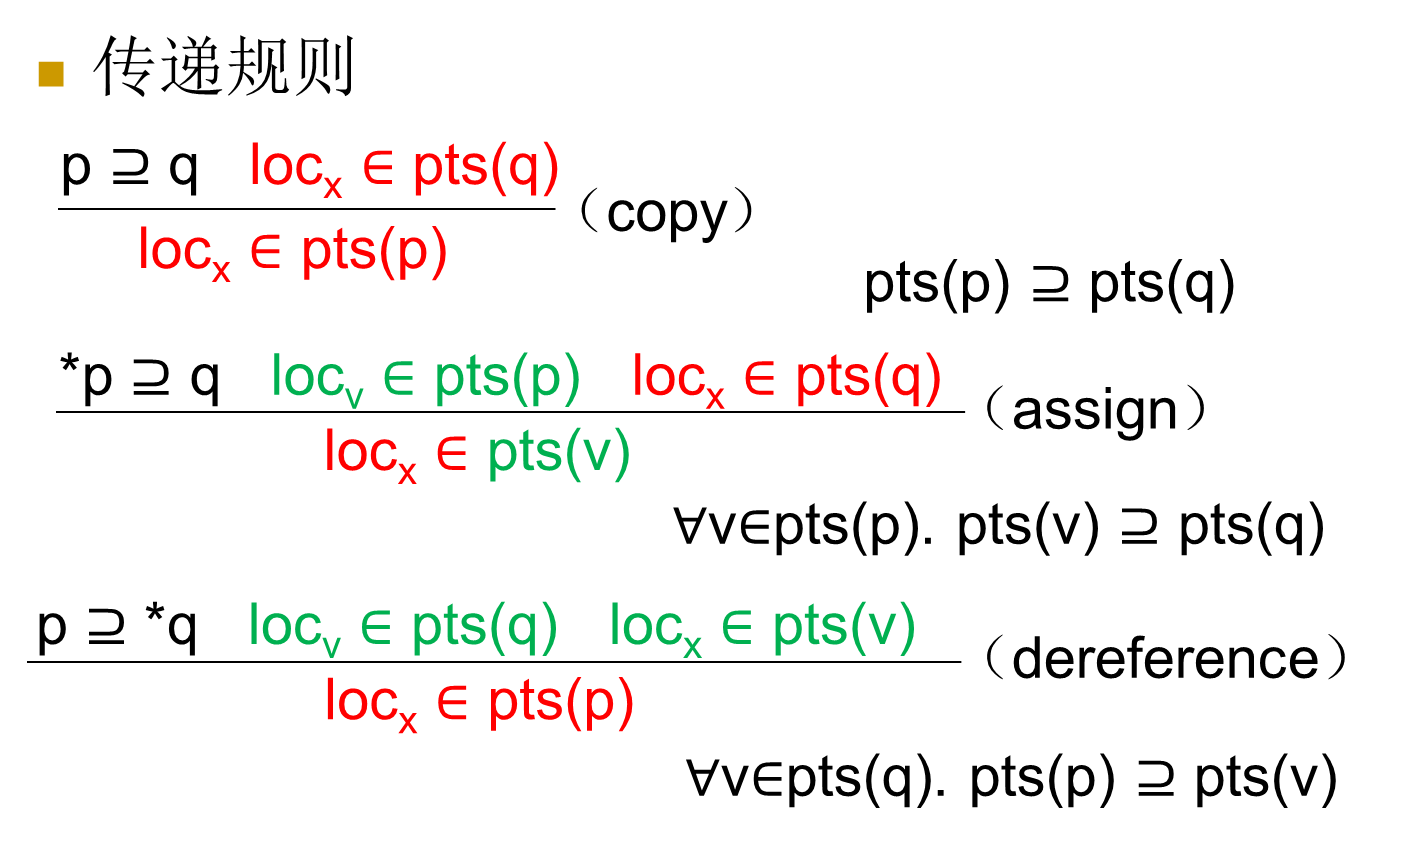 ■ 传递规则
p ⊇ q   locₓ ∈ pts(q)
locₓ ∈ pts(p)
（copy）
pts(p) ⊇ pts(q)
*p ⊇ q   locᵥ ∈ pts(p)   locₓ ∈ pts(q)
locₓ ∈ pts(v)
（assign）
∀v∈pts(p). pts(v) ⊇ pts(q)
p ⊇ *q   locᵥ ∈ pts(q)   locₓ ∈ pts(v)
locₓ ∈ pts(p)
（dereference）
∀v∈pts(q). pts(p) ⊇ pts(v)